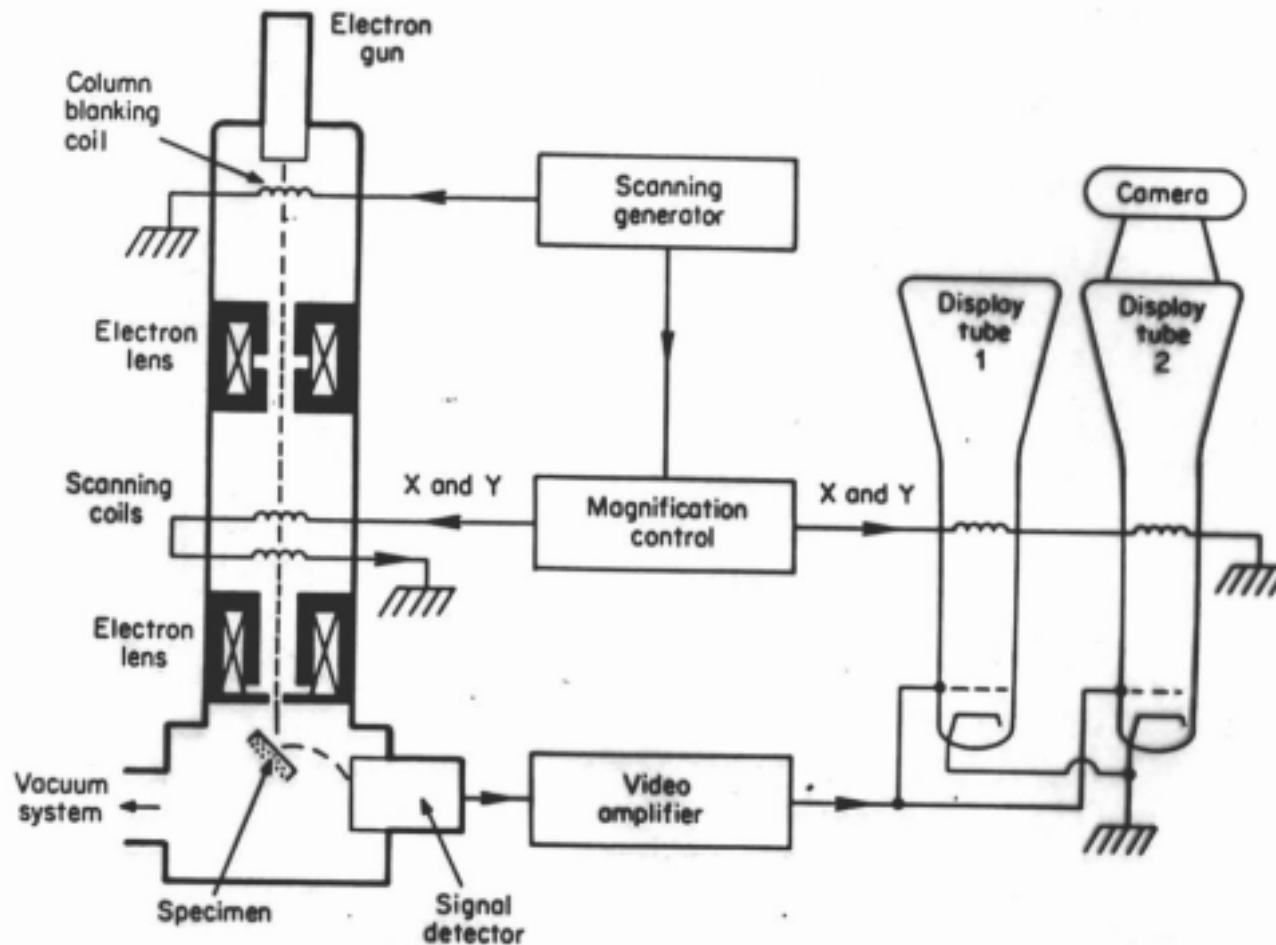 Electron
gun
Column
blanking
coil
Scanning
generator
Camera
Display
tube
1
Display
tube
2
Electron
lens
Scanning
coils
X and Y
Magnification
control
X and Y
Electron
lens
Vacuum
system
Video
amplifier
Specimen
Signal
detector